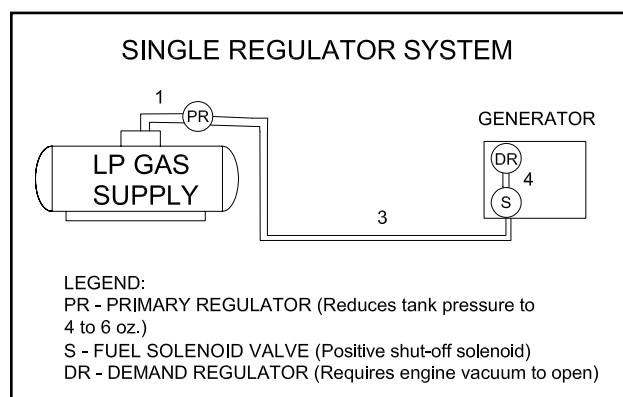 SINGLE REGULATOR SYSTEM
1
PR
GENERATOR
LP GAS
SUPPLY
DR
4
S
3
LEGEND:
PR - PRIMARY REGULATOR (Reduces tank pressure to
4 to 6 oz.)
S - FUEL SOLENOID VALVE (Positive shut-off solenoid)
DR - DEMAND REGULATOR (Requires engine vacuum to open)